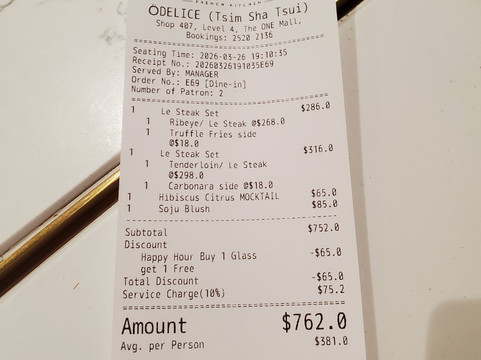 FRENCH KITCHEN
ODELICE (Tsim Sha Tsui)
Shop 407, Level 4, The ONE Mall,
Bookings: 2520 2136
Seating Time: 2026-03-26 19:10:35
Receipt No.: 20260326191035E69
Served By: MANAGER
Order No.: E69 [Dine-in]
Number of Patron: 2
1 Le Steak Set $286.0
1 Ribeye/ Le Steak @$268.0
1 Truffle Fries side
@$18.0
1 Le Steak Set $316.0
1 Tenderloin/ Le Steak
@$298.0
1 Carbonara side @$18.0
1 Hibiscus Citrus MOCKTAIL $65.0
1 Soju Blush $85.0
Subtotal $752.0
Discount
Happy Hour Buy 1 Glass -$65.0
get 1 Free
Total Discount -$65.0
Service Charge(10%) $75.2
Amount $762.0
Avg. per Person $381.0